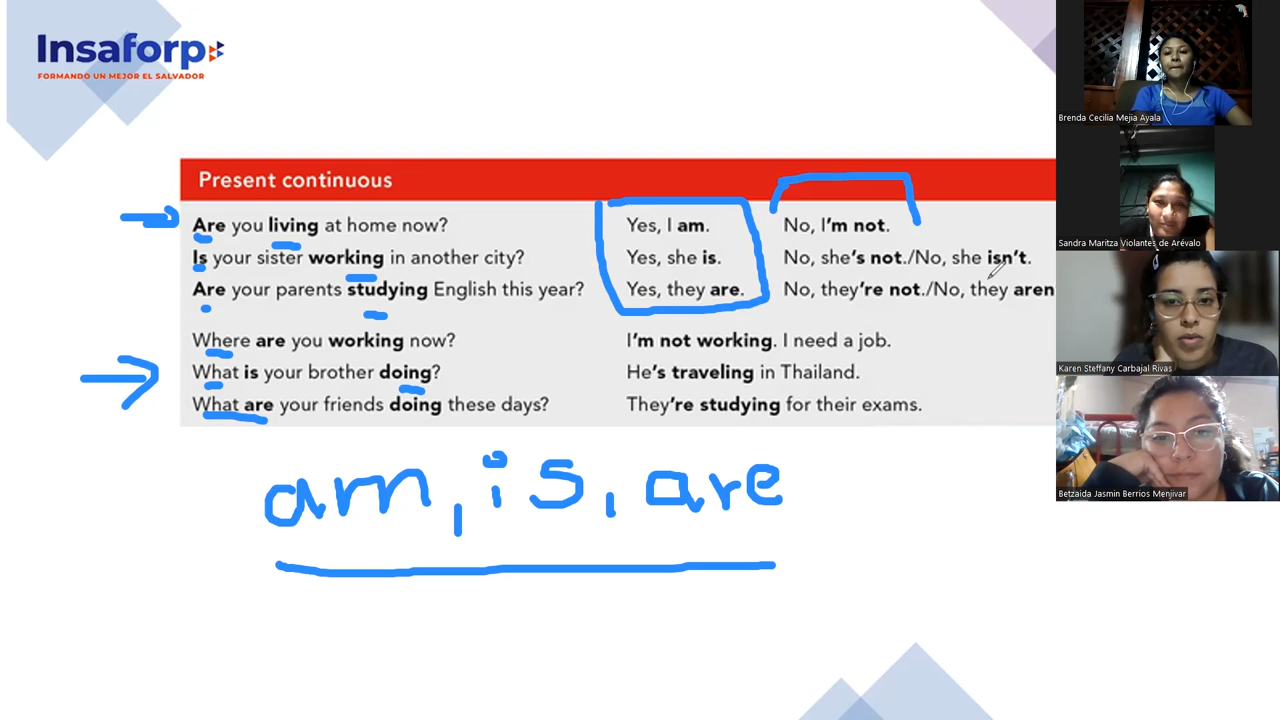 Insaforp
FORMANDO UN MEJOR EL SALVADOR
Present continuous
Are you living at home now? Yes, I am. No, I'm not.
Is your sister working in another city? Yes, she is. No, she's not./No, she isn't.
Are your parents studying English this year? Yes, they are. No, they're not./No, they aren
Where are you working now? I'm not working. I need a job.
What is your brother doing? He's traveling in Thailand.
What are your friends doing these days? They're studying for their exams.
am, is, are
Brenda Cecilia Mejia Ayala
Sandra Maritza Violantes de Arévalo
Karen Steffany Carbajal Rivas
Betzaida Jasmin Berrios Menjivar